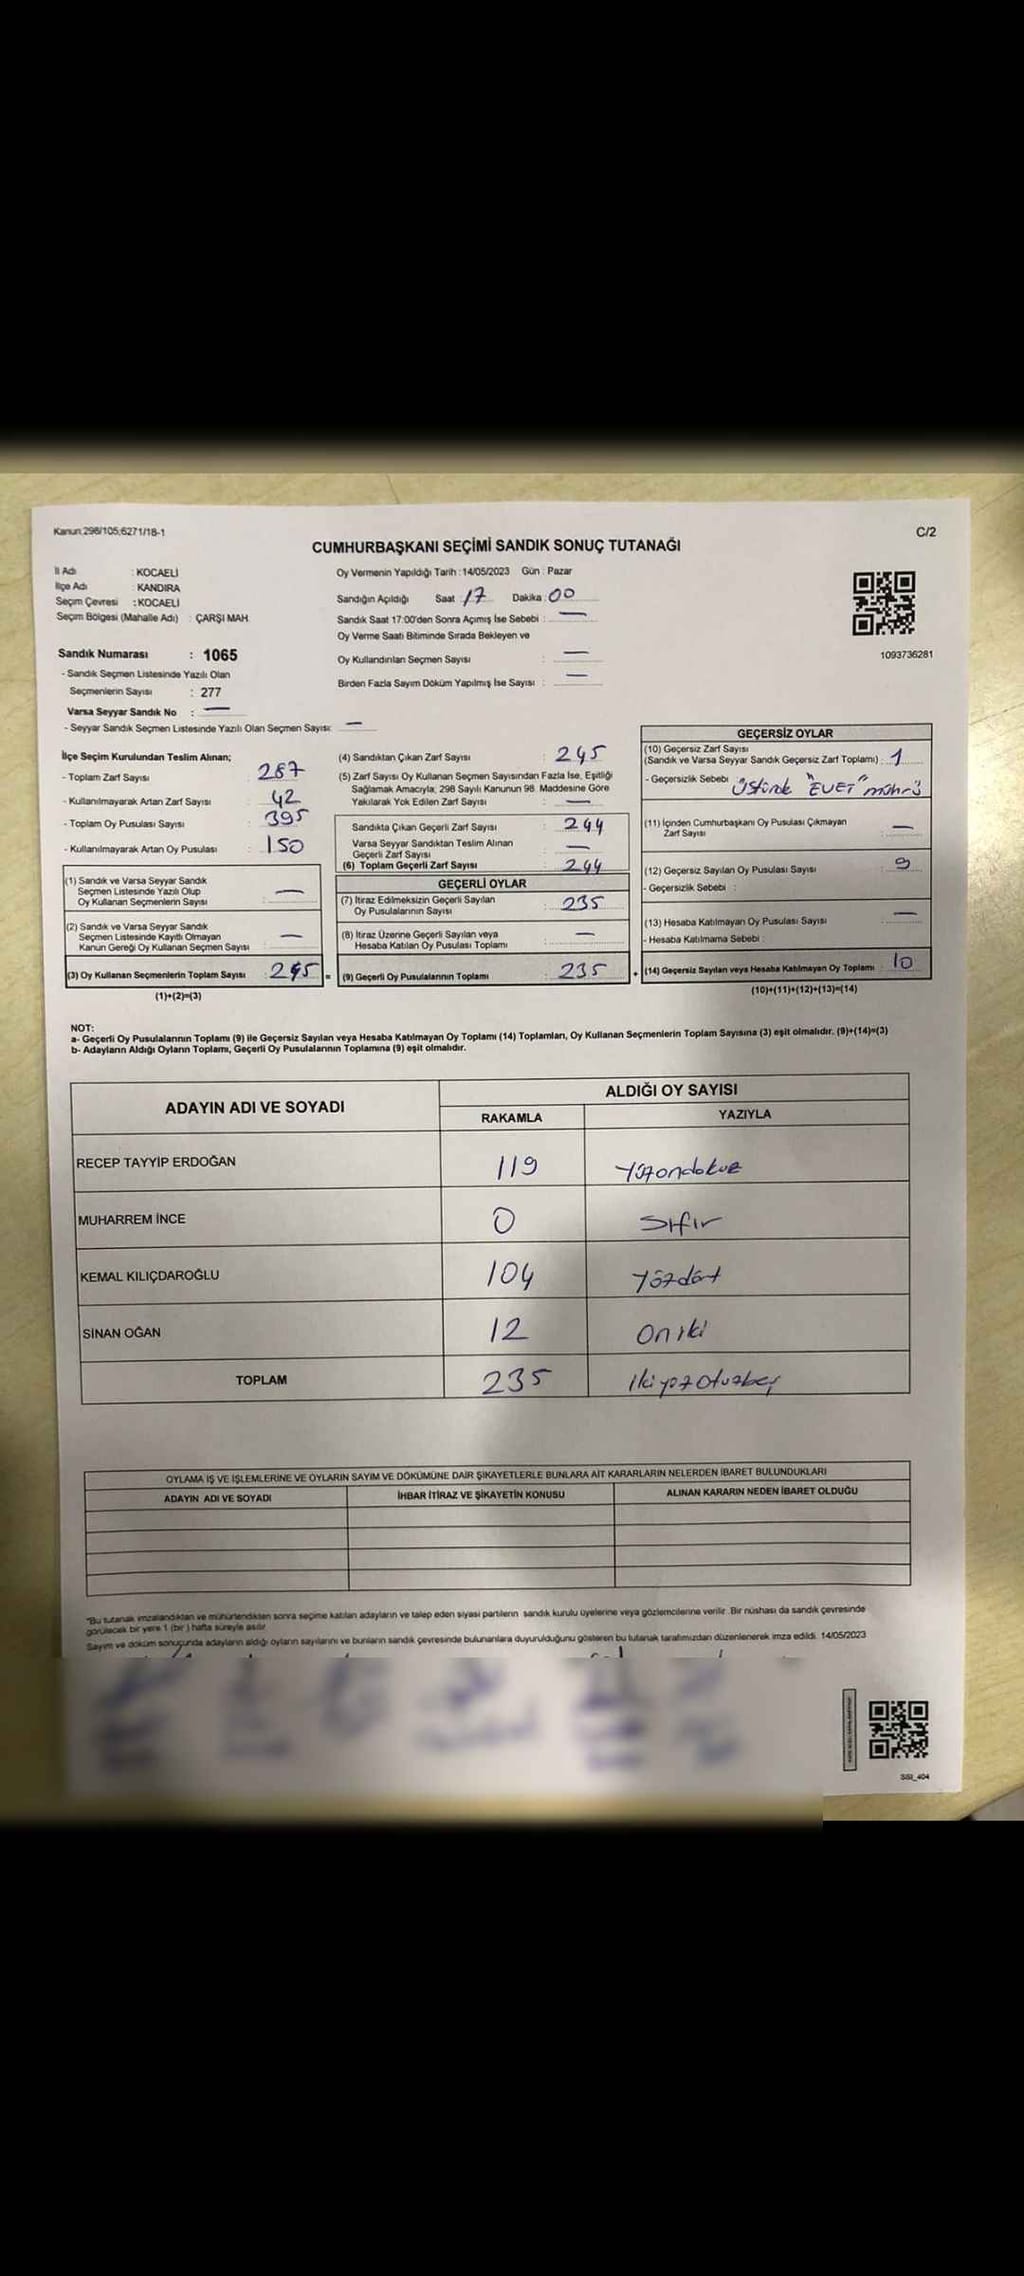 Kanun:298/105;6271/18-1
C/2
CUMHURBAŞKANI SEÇİMİ SANDIK SONUÇ TUTANAĞI
İl Adı : KOCAELİ
İlçe Adı : KANDIRA
Seçim Çevresi : KOCAELİ
Seçim Bölgesi (Mahalle Adı) : ÇARŞI MAH.
Oy Vermenin Yapıldığı Tarih : 14/05/2023 Gün : Pazar
Sandığın Açıldığı Saat : 17 Dakika : 00
Sandık Saat 17:00'den Sonra Açımış İse Sebebi : —
Oy Verme Saati Bitiminde Sırada Bekleyen ve
Oy Kullandırılan Seçmen Sayısı : —
Birden Fazla Sayım Döküm Yapılmış İse Sayısı : —
1093736281
Sandık Numarası : 1065
- Sandık Seçmen Listesinde Yazılı Olan
Seçmenlerin Sayısı : 277
Varsa Seyyar Sandık No : —
- Seyyar Sandık Seçmen Listesinde Yazılı Olan Seçmen Sayısı: —
İlçe Seçim Kurulundan Teslim Alınan;
- Toplam Zarf Sayısı : 287
- Kullanılmayarak Artan Zarf Sayısı : 42
- Toplam Oy Pusulası Sayısı : 395
- Kullanılmayarak Artan Oy Pusulası : 150
(1) Sandık ve Varsa Seyyar Sandık
Seçmen Listesinde Yazılı Olup
Oy Kullanan Seçmenlerin Sayısı —
(2) Sandık ve Varsa Seyyar Sandık
Seçmen Listesinde Kayıtlı Olmayan
Kanun Gereği Oy Kullanan Seçmen Sayısı —
(3) Oy Kullanan Seçmenlerin Toplam Sayısı : 245 =
(1)+(2)=(3)
(4) Sandıktan Çıkan Zarf Sayısı : 245
(5) Zarf Sayısı Oy Kullanan Seçmen Sayısından Fazla İse, Eşitliği
Sağlamak Amacıyla, 298 Sayılı Kanunun 98. Maddesine Göre
Yakılarak Yok Edilen Zarf Sayısı : —
Sandıkta Çıkan Geçerli Zarf Sayısı : 244
Varsa Seyyar Sandıktan Teslim Alınan
Geçerli Zarf Sayısı : —
(6) Toplam Geçerli Zarf Sayısı : 244
GEÇERLİ OYLAR
(7) İtiraz Edilmeksizin Geçerli Sayılan
Oy Pusulalarının Sayısı : 235
(8) İtiraz Üzerine Geçerli Sayılan veya
Hesaba Katılan Oy Pusulası Toplamı : —
(9) Geçerli Oy Pusulalarının Toplamı : 235 +
GEÇERSİZ OYLAR
(10) Geçersiz Zarf Sayısı
(Sandık ve Varsa Seyyar Sandık Geçersiz Zarf Toplamı) : 1
- Geçersizlik Sebebi : Üstünde "EVET" mührü
(11) İçinden Cumhurbaşkanı Oy Pusulası Çıkmayan
Zarf Sayısı : —
(12) Geçersiz Sayılan Oy Pusulası Sayısı : 9
- Geçersizlik Sebebi :
(13) Hesaba Katılmayan Oy Pusulası Sayısı : —
- Hesaba Katılmama Sebebi :
(14) Geçersiz Sayılan veya Hesaba Katılmayan Oy Toplamı : 10
(10)+(11)+(12)+(13)=(14)
NOT:
a- Geçerli Oy Pusulalarının Toplamı (9) ile Geçersiz Sayılan veya Hesaba Katılmayan Oy Toplamı (14) Toplamları, Oy Kullanan Seçmenlerin Toplam Sayısına (3) eşit olmalıdır. (9)+(14)=(3)
b- Adayların Aldığı Oyların Toplamı, Geçerli Oy Pusulalarının Toplamına (9) eşit olmalıdır.
ADAYIN ADI VE SOYADI
ALDIĞI OY SAYISI
RAKAMLA YAZIYLA
RECEP TAYYİP ERDOĞAN 119 Yüzondokuz
MUHARREM İNCE 0 Sıfır
KEMAL KILIÇDAROĞLU 104 Yüzdört
SİNAN OĞAN 12 Oniki
TOPLAM 235 İkiyüzotuzbeş
OYLAMA İŞ VE İŞLEMLERİNE VE OYLARIN SAYIM VE DÖKÜMÜNE DAİR ŞİKAYETLERLE BUNLARA AİT KARARLARIN NELERDEN İBARET BULUNDUKLARI
ADAYIN ADI VE SOYADI İHBAR İTİRAZ VE ŞİKAYETİN KONUSU ALINAN KARARIN NEDEN İBARET OLDUĞU
"Bu tutanak imzalandıktan ve mühürlendikten sonra seçime katılan adayların ve talep eden siyasi partilerin sandık kurulu üyelerine veya gözlemcilerine verilir. Bir nüshası da sandık çevresinde
görülecek bir yere 1 (bir) hafta süreyle asılır.
Sayım ve döküm sonuçunda adayların aldığı oyların sayılarını ve bunların sandık çevresinde bulunanlara duyurulduğunu gösteren bu tutanak tarafımızdan düzenlenerek imza edildi. 14/05/2023
SSI_404